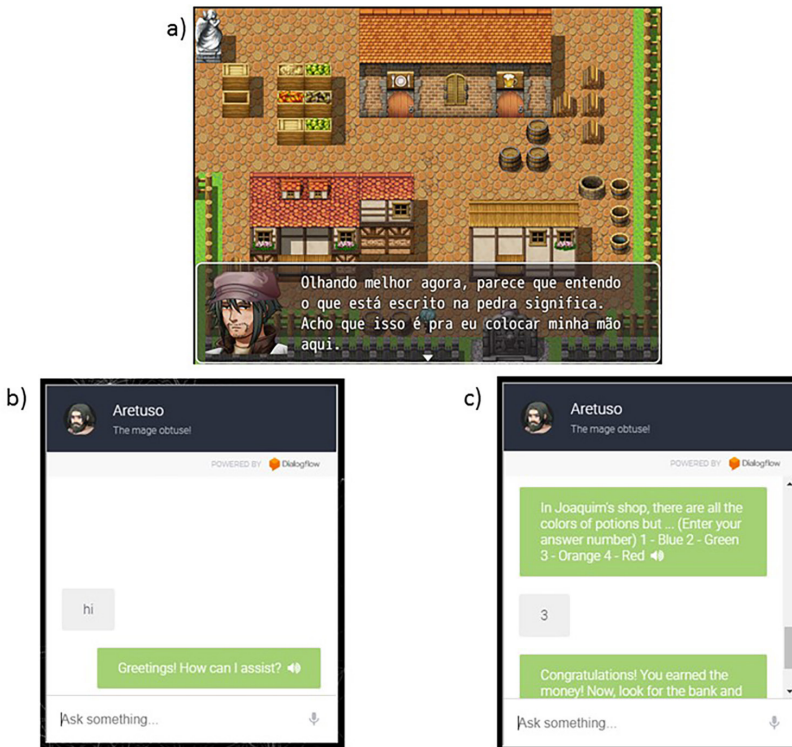 a)
Olhando melhor agora, parece que entendo
o que está escrito na pedra significa.
Acho que isso é pra eu colocar minha mão
aqui.
b)
Aretuso
The mage obtuse!
POWERED BY Dialogflow
hi
Greetings! How can I assist?
Ask something...
c)
Aretuso
The mage obtuse!
POWERED BY Dialogflow
In Joaquim's shop, there are all the
colors of potions but ... (Enter your
answer number) 1 - Blue 2 - Green
3 - Orange 4 - Red
3
Congratulations! You earned the
money! Now, look for the bank and
Ask something...